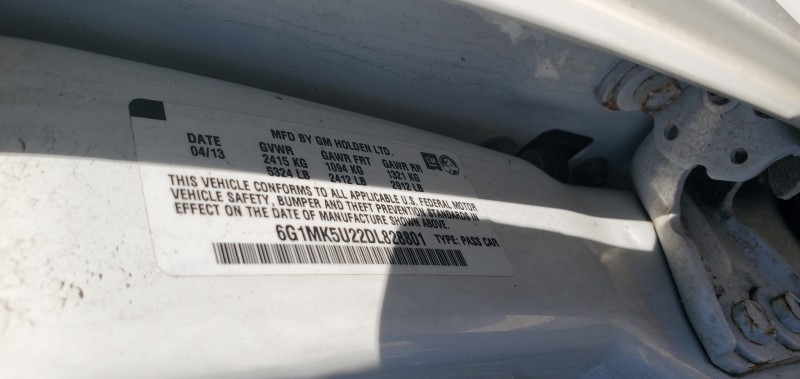 MFD BY GM HOLDEN LTD.
DATE GVWR GAWR FRT GAWR RR
04/13 2415 KG 1094 KG 1321 KG
5324 LB 2412 LB 2912 LB
THIS VEHICLE CONFORMS TO ALL APPLICABLE U.S. FEDERAL MOTOR
VEHICLE SAFETY, BUMPER AND THEFT PREVENTION STANDARDS IN
EFFECT ON THE DATE OF MANUFACTURE SHOWN ABOVE.
6G1MK5U22DL828801 TYPE: PASS CAR